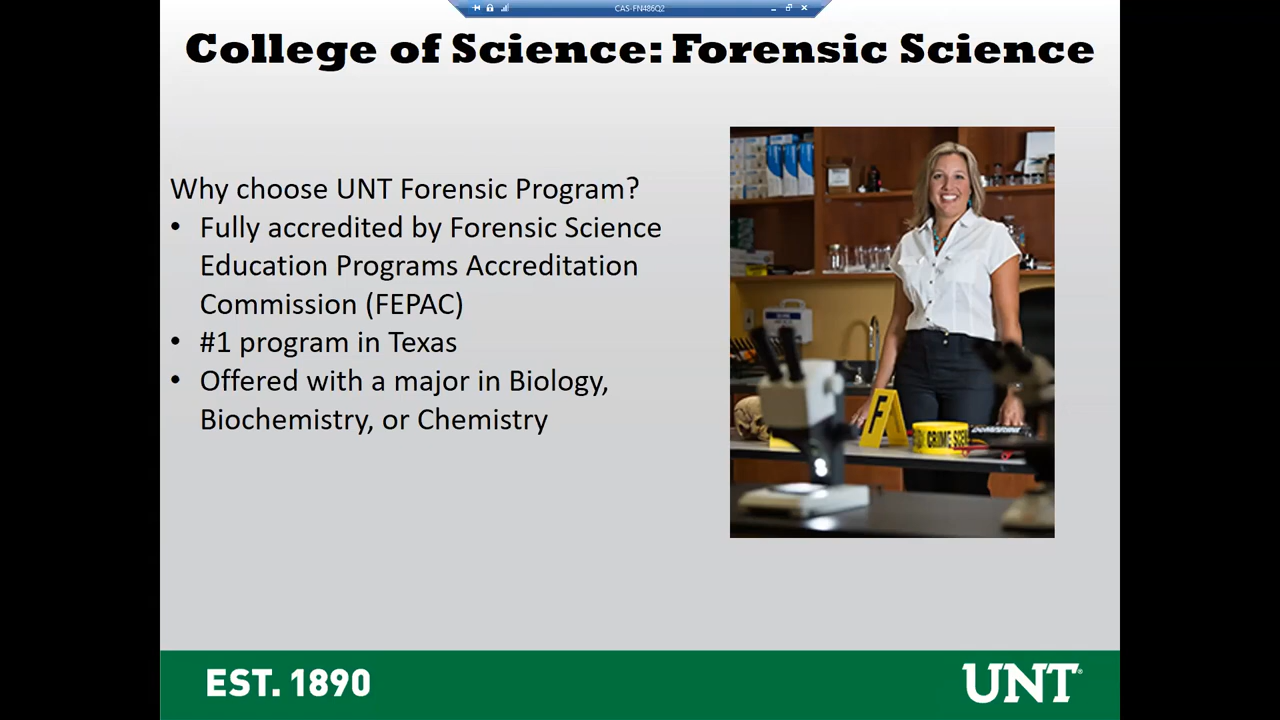 CAS-FN486Q2
College of Science: Forensic Science
Why choose UNT Forensic Program?
• Fully accredited by Forensic Science
Education Programs Accreditation
Commission (FEPAC)
• #1 program in Texas
• Offered with a major in Biology,
Biochemistry, or Chemistry
F
CRIME SCE
EST. 1890
UNT®